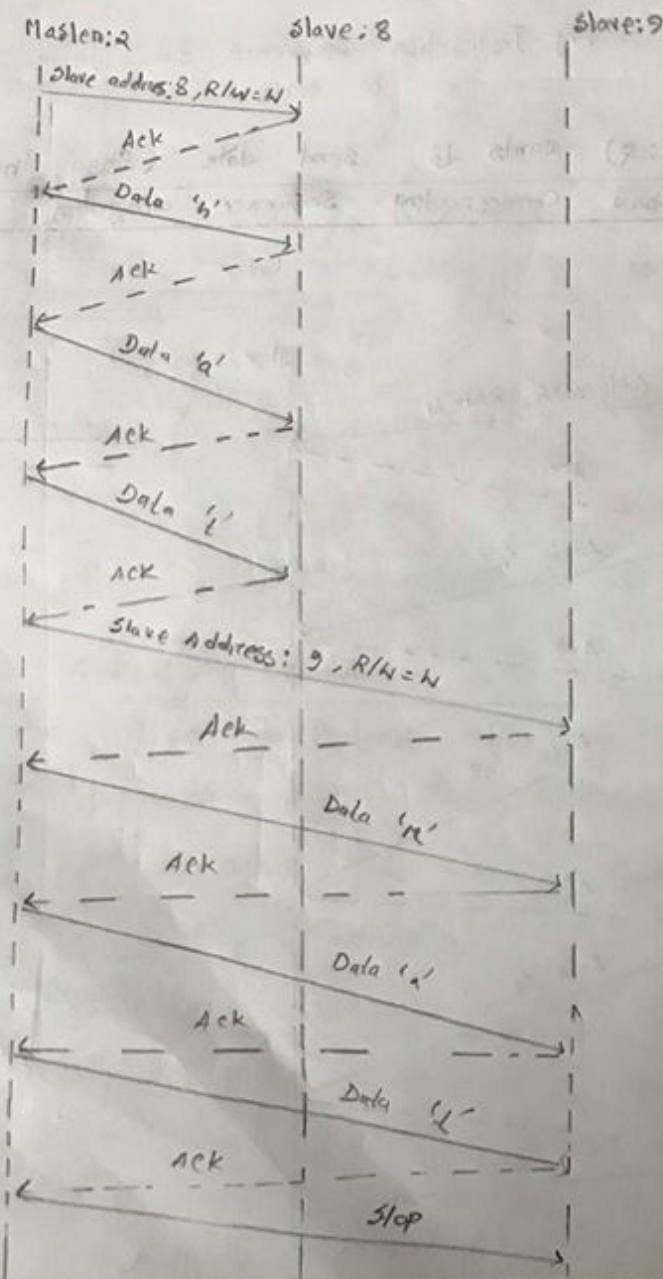 Master:2 Slave:8 Slave:9
Slave address:8, R/W=W
Ack
Data 'h'
Ack
Data 'a'
Ack
Data 't'
Ack
Slave Address: 9, R/W=W
Ack
Data 'm'
Ack
Data 'a'
Ack
Data 't'
Ack
Stop